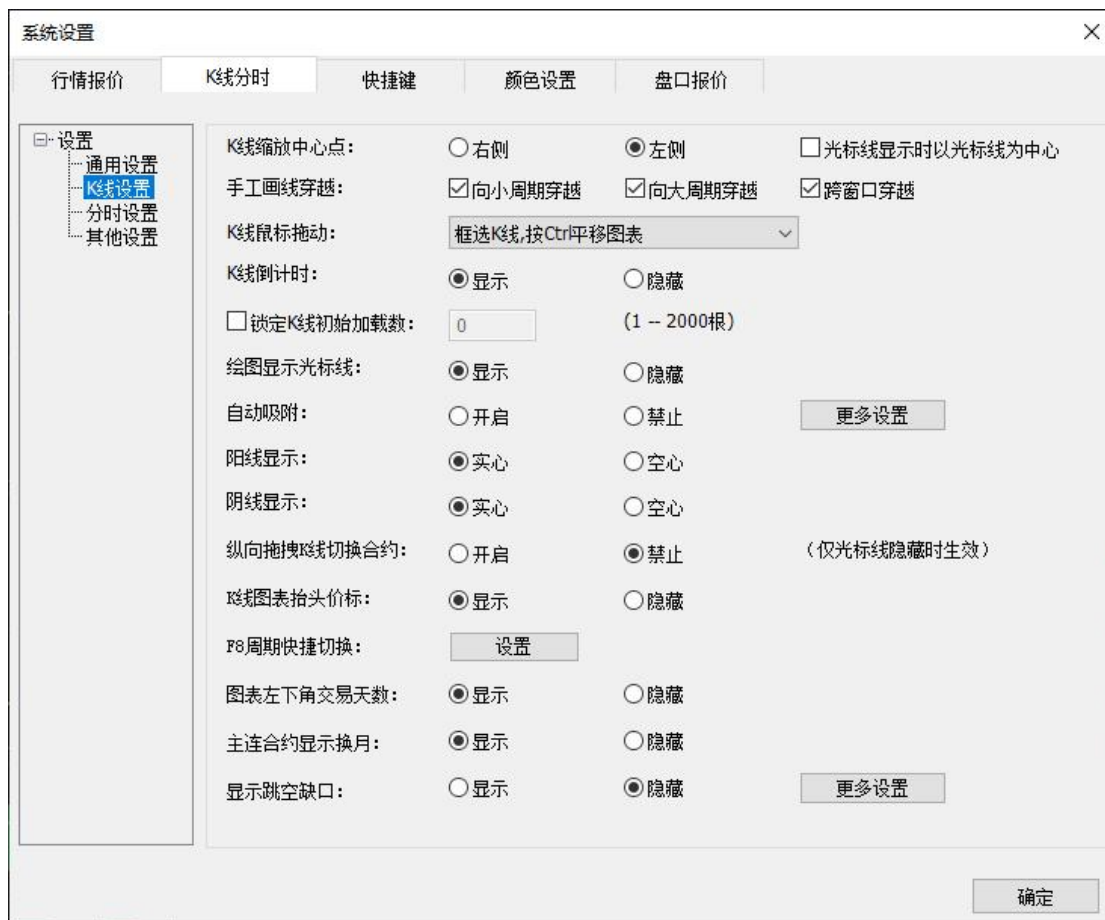 系统设置
行情报价 K线分时 快捷键 颜色设置 盘口报价
设置
通用设置
K线设置
分时设置
其他设置
K线缩放中心点： 右侧 左侧 光标线显示时以光标线为中心
手工画线穿越： 向小周期穿越 向大周期穿越 跨窗口穿越
K线鼠标拖动： 框选K线,按Ctrl平移图表
K线倒计时： 显示 隐藏
锁定K线初始加载数： 0 (1 -- 2000根)
绘图显示光标线： 显示 隐藏
自动吸附： 开启 禁止 更多设置
阳线显示： 实心 空心
阴线显示： 实心 空心
纵向拖拽K线切换合约： 开启 禁止 （仅光标线隐藏时生效）
K线图表抬头价标： 显示 隐藏
F8周期快捷切换： 设置
图表左下角交易天数： 显示 隐藏
主连合约显示换月： 显示 隐藏
显示跳空缺口： 显示 隐藏 更多设置
确定